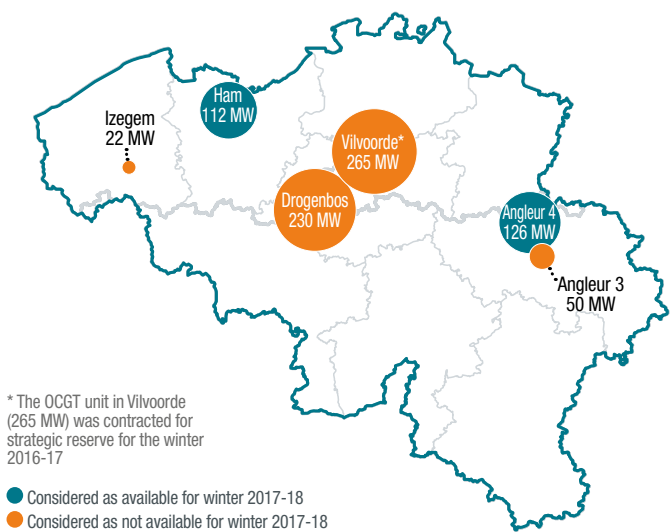 Izegem
22 MW
Ham
112 MW
Vilvoorde*
265 MW
Drogenbos
230 MW
Angleur 4
126 MW
Angleur 3
50 MW
* The OCGT unit in Vilvoorde
(265 MW) was contracted for
strategic reserve for the winter
2016-17
Considered as available for winter 2017-18
Considered as not available for winter 2017-18